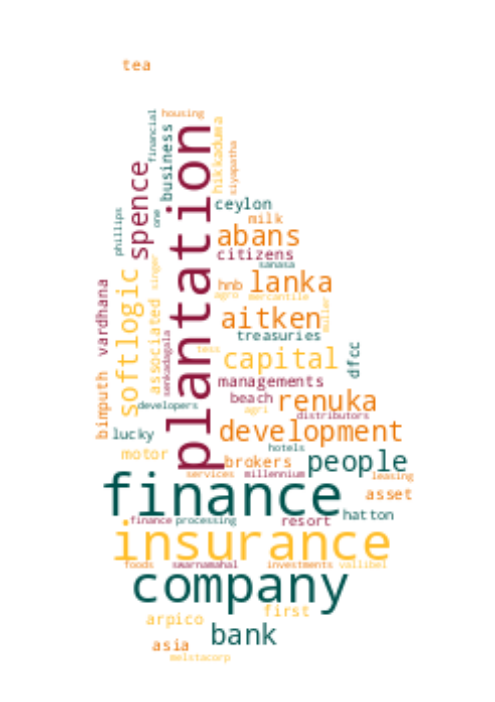 tea
housing
financial
business
plantation
hikkaduwa
siyapatha
spence
one
phillips
ceylon
milk
abans
citizens
sanasa
vardhana
softlogic
associated
singer
hnb
lanka
agro
mercantile
aitken
muller
treasuries
senkadagala
less
capital
dfcc
managements
bimputh
developers
beach
renuka
agri
distributors
lucky
development
hotels
motor
brokers
people
services
millennium
leasing
finance
asset
hatton
finance
processing
resort
insurance
foods
swarnamahal
investments
vallibel
company
first
arpico
bank
asia
melstacorp